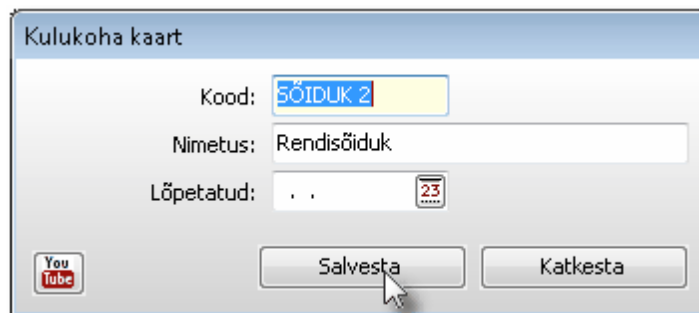 Kulukoha kaart
Kood: SÕIDUK 2
Nimetus: Rendisõiduk
Lõpetatud: . . 23
You Tube Salvesta Katkesta